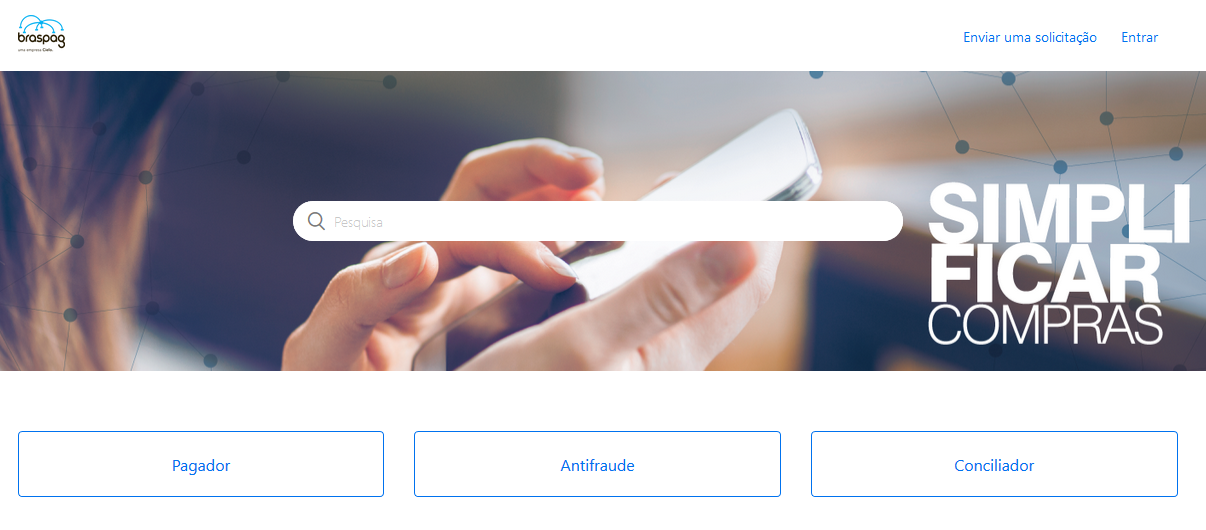 braspag
uma empresa Cielo
Enviar uma solicitação
Entrar
Pesquisa
SIMPLI
FICAR
COMPRAS
Pagador
Antifraude
Conciliador